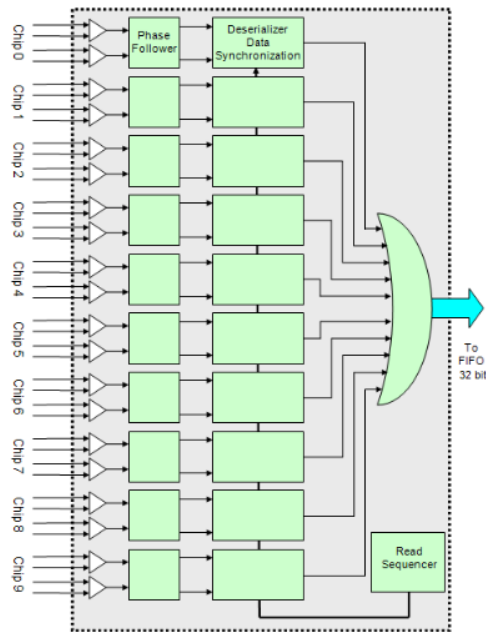 Chip 0
Phase
Follower
Deserializer
Data
Synchronization
Chip 1
Chip 2
Chip 3
Chip 4
Chip 5
Chip 6
Chip 7
Chip 8
Chip 9
To
FIFO
32 bit
Read
Sequencer